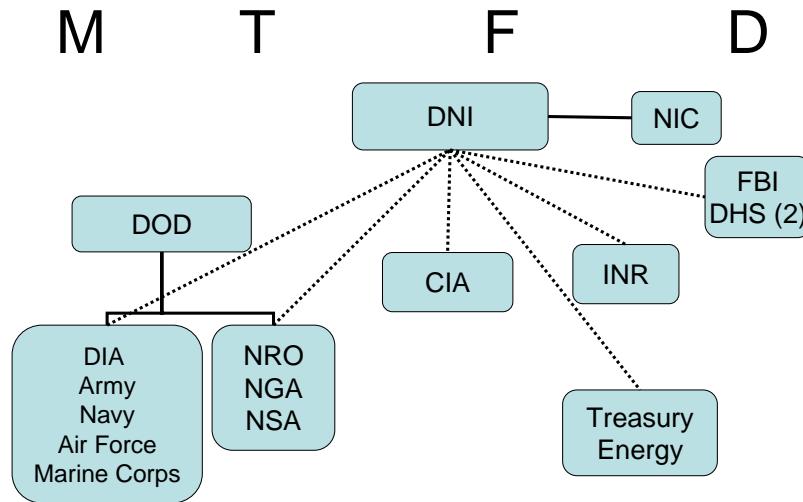 M T F D
DNI
NIC
FBI
DHS (2)
DOD
CIA
INR
DIA
Army
Navy
Air Force
Marine Corps
NRO
NGA
NSA
Treasury
Energy